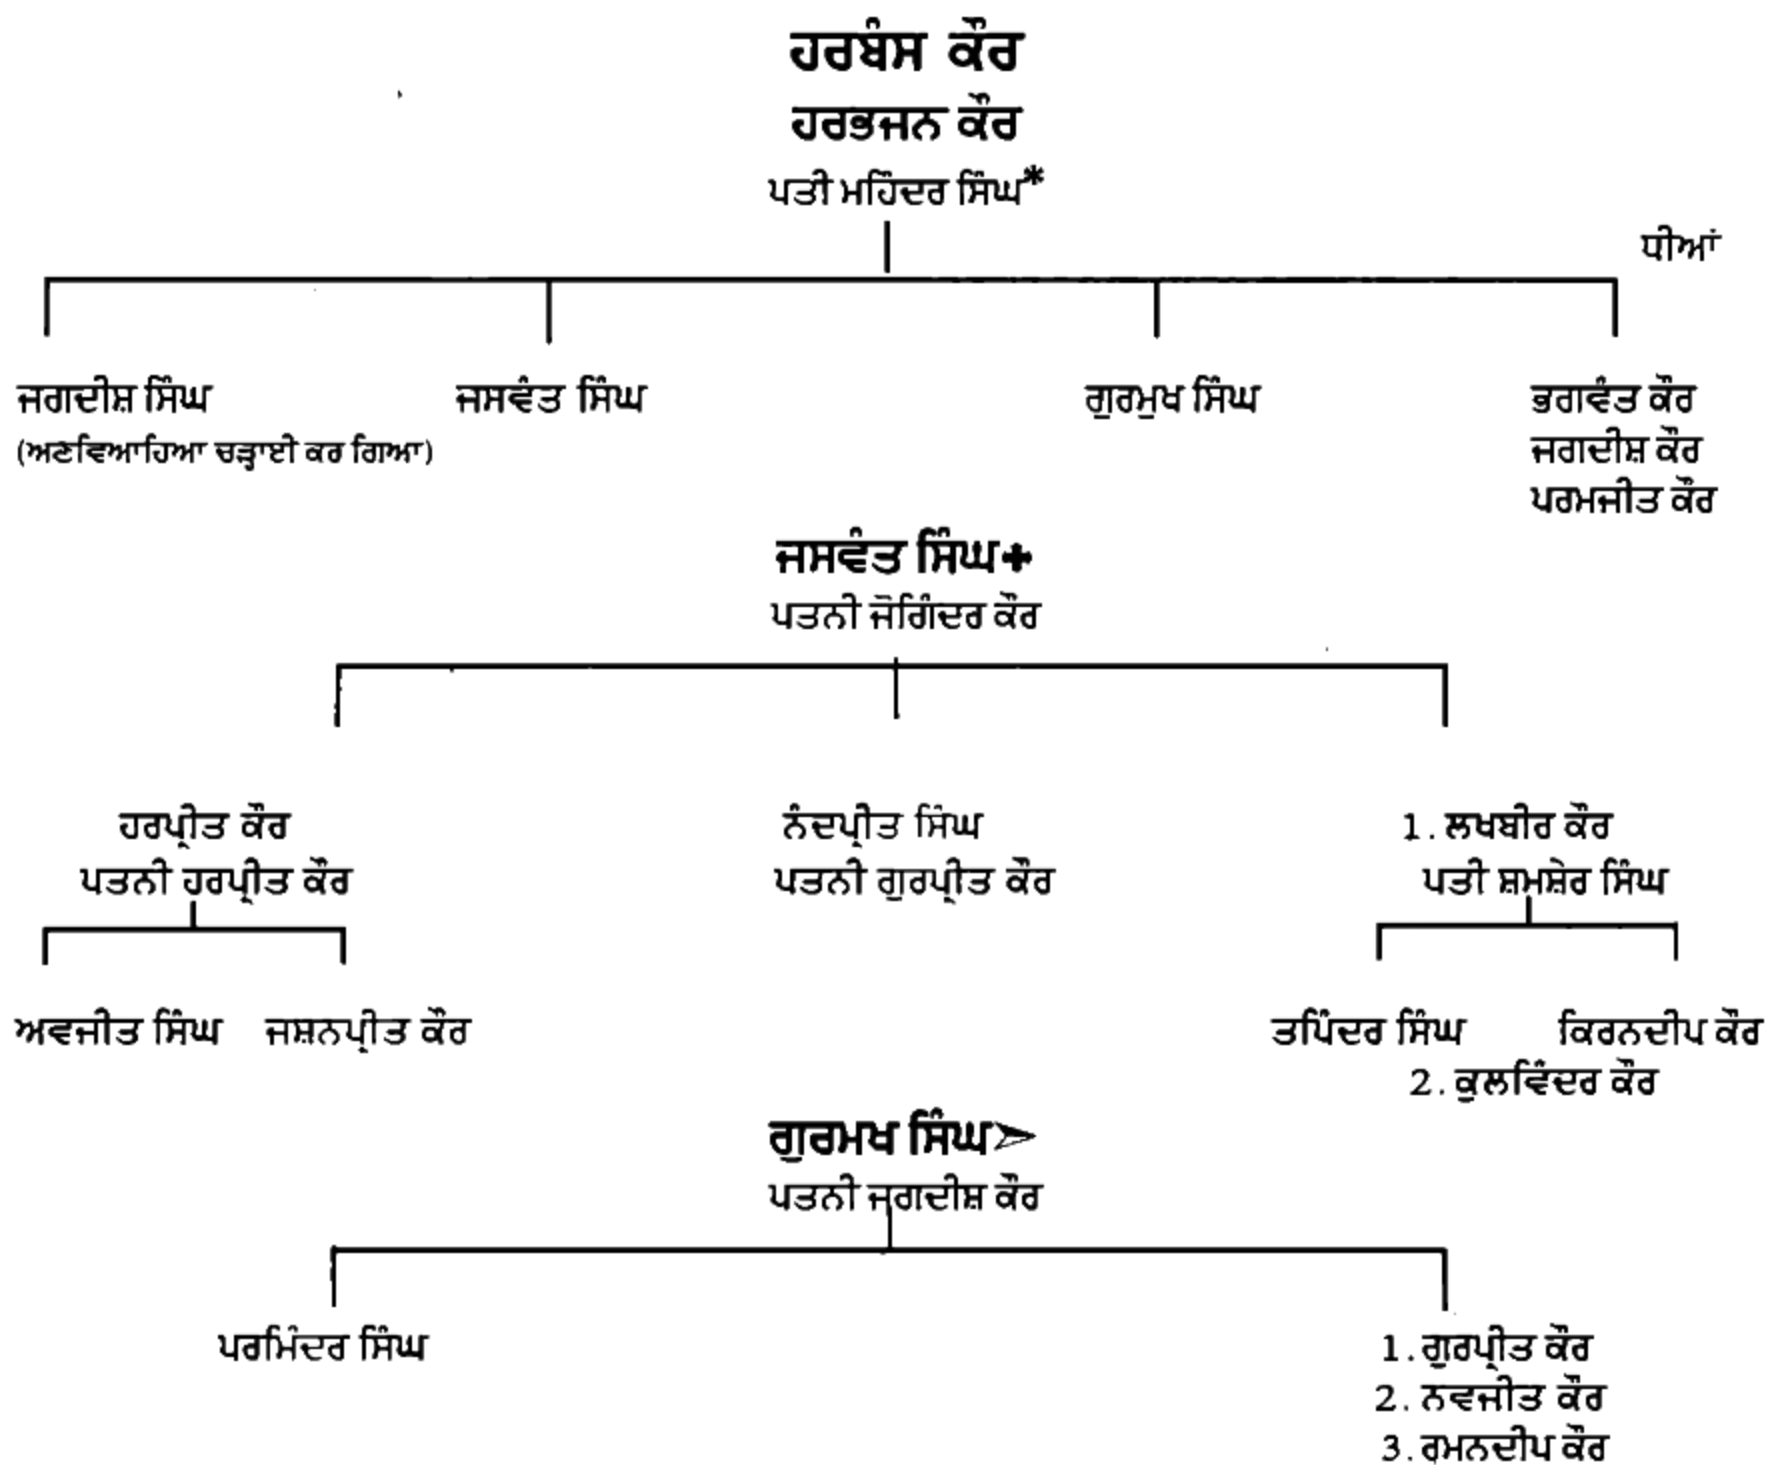 ਹਰਬੰਸ ਕੌਰ
ਹਰਭਜਨ ਕੌਰ
ਪਤੀ ਮਹਿੰਦਰ ਸਿੰਘ*
ਧੀਆਂ
ਜਗਦੀਸ਼ ਸਿੰਘ ਜਸਵੰਤ ਸਿੰਘ ਗੁਰਮੁਖ ਸਿੰਘ ਭਗਵੰਤ ਕੌਰ
(ਅਣਵਿਆਹਿਆ ਚੜ੍ਹਾਈ ਕਰ ਗਿਆ) ਜਗਦੀਸ਼ ਕੌਰ
ਪਰਮਜੀਤ ਕੌਰ
ਜਸਵੰਤ ਸਿੰਘ✚
ਪਤਨੀ ਜੋਗਿੰਦਰ ਕੌਰ
ਹਰਪ੍ਰੀਤ ਕੌਰ ਨੰਦਪ੍ਰੀਤ ਸਿੰਘ 1. ਲਖਬੀਰ ਕੌਰ
ਪਤਨੀ ਹਰਪ੍ਰੀਤ ਕੌਰ ਪਤਨੀ ਗੁਰਪ੍ਰੀਤ ਕੌਰ ਪਤੀ ਸ਼ਮਸ਼ੇਰ ਸਿੰਘ
ਅਵਜੀਤ ਸਿੰਘ ਜਸ਼ਨਪ੍ਰੀਤ ਕੌਰ ਤਪਿੰਦਰ ਸਿੰਘ ਕਿਰਨਦੀਪ ਕੌਰ
2. ਕੁਲਵਿੰਦਰ ਕੌਰ
ਗੁਰਮਖ ਸਿੰਘ➢
ਪਤਨੀ ਜਗਦੀਸ਼ ਕੌਰ
ਪਰਮਿੰਦਰ ਸਿੰਘ 1. ਗੁਰਪ੍ਰੀਤ ਕੌਰ
2. ਨਵਜੀਤ ਕੌਰ
3. ਰਮਨਦੀਪ ਕੌਰ